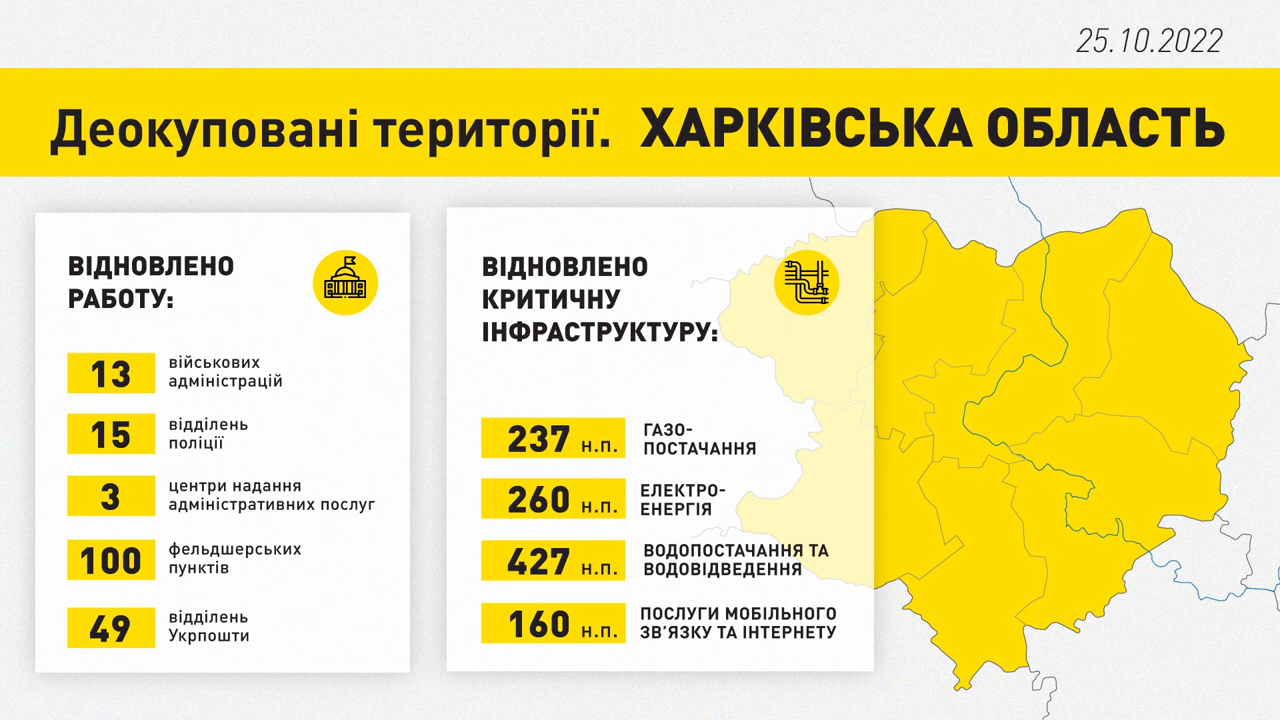 25.10.2022
Деокуповані території. ХАРКІВСЬКА ОБЛАСТЬ
ВІДНОВЛЕНО
РАБОТУ:
13 військових
адміністрацій
15 відділень
поліції
3 центри надання
адміністративних послуг
100 фельдшерських
пунктів
49 відділень
Укрпошти
ВІДНОВЛЕНО
КРИТИЧНУ
ІНФРАСТРУКТУРУ:
237 н.п. ГАЗО-
ПОСТАЧАННЯ
260 н.п. ЕЛЕКТРО-
ЕНЕРГІЯ
427 н.п. ВОДОПОСТАЧАННЯ ТА
ВОДОВІДВЕДЕННЯ
160 н.п. ПОСЛУГИ МОБІЛЬНОГО
ЗВ'ЯЗКУ ТА ІНТЕРНЕТУ